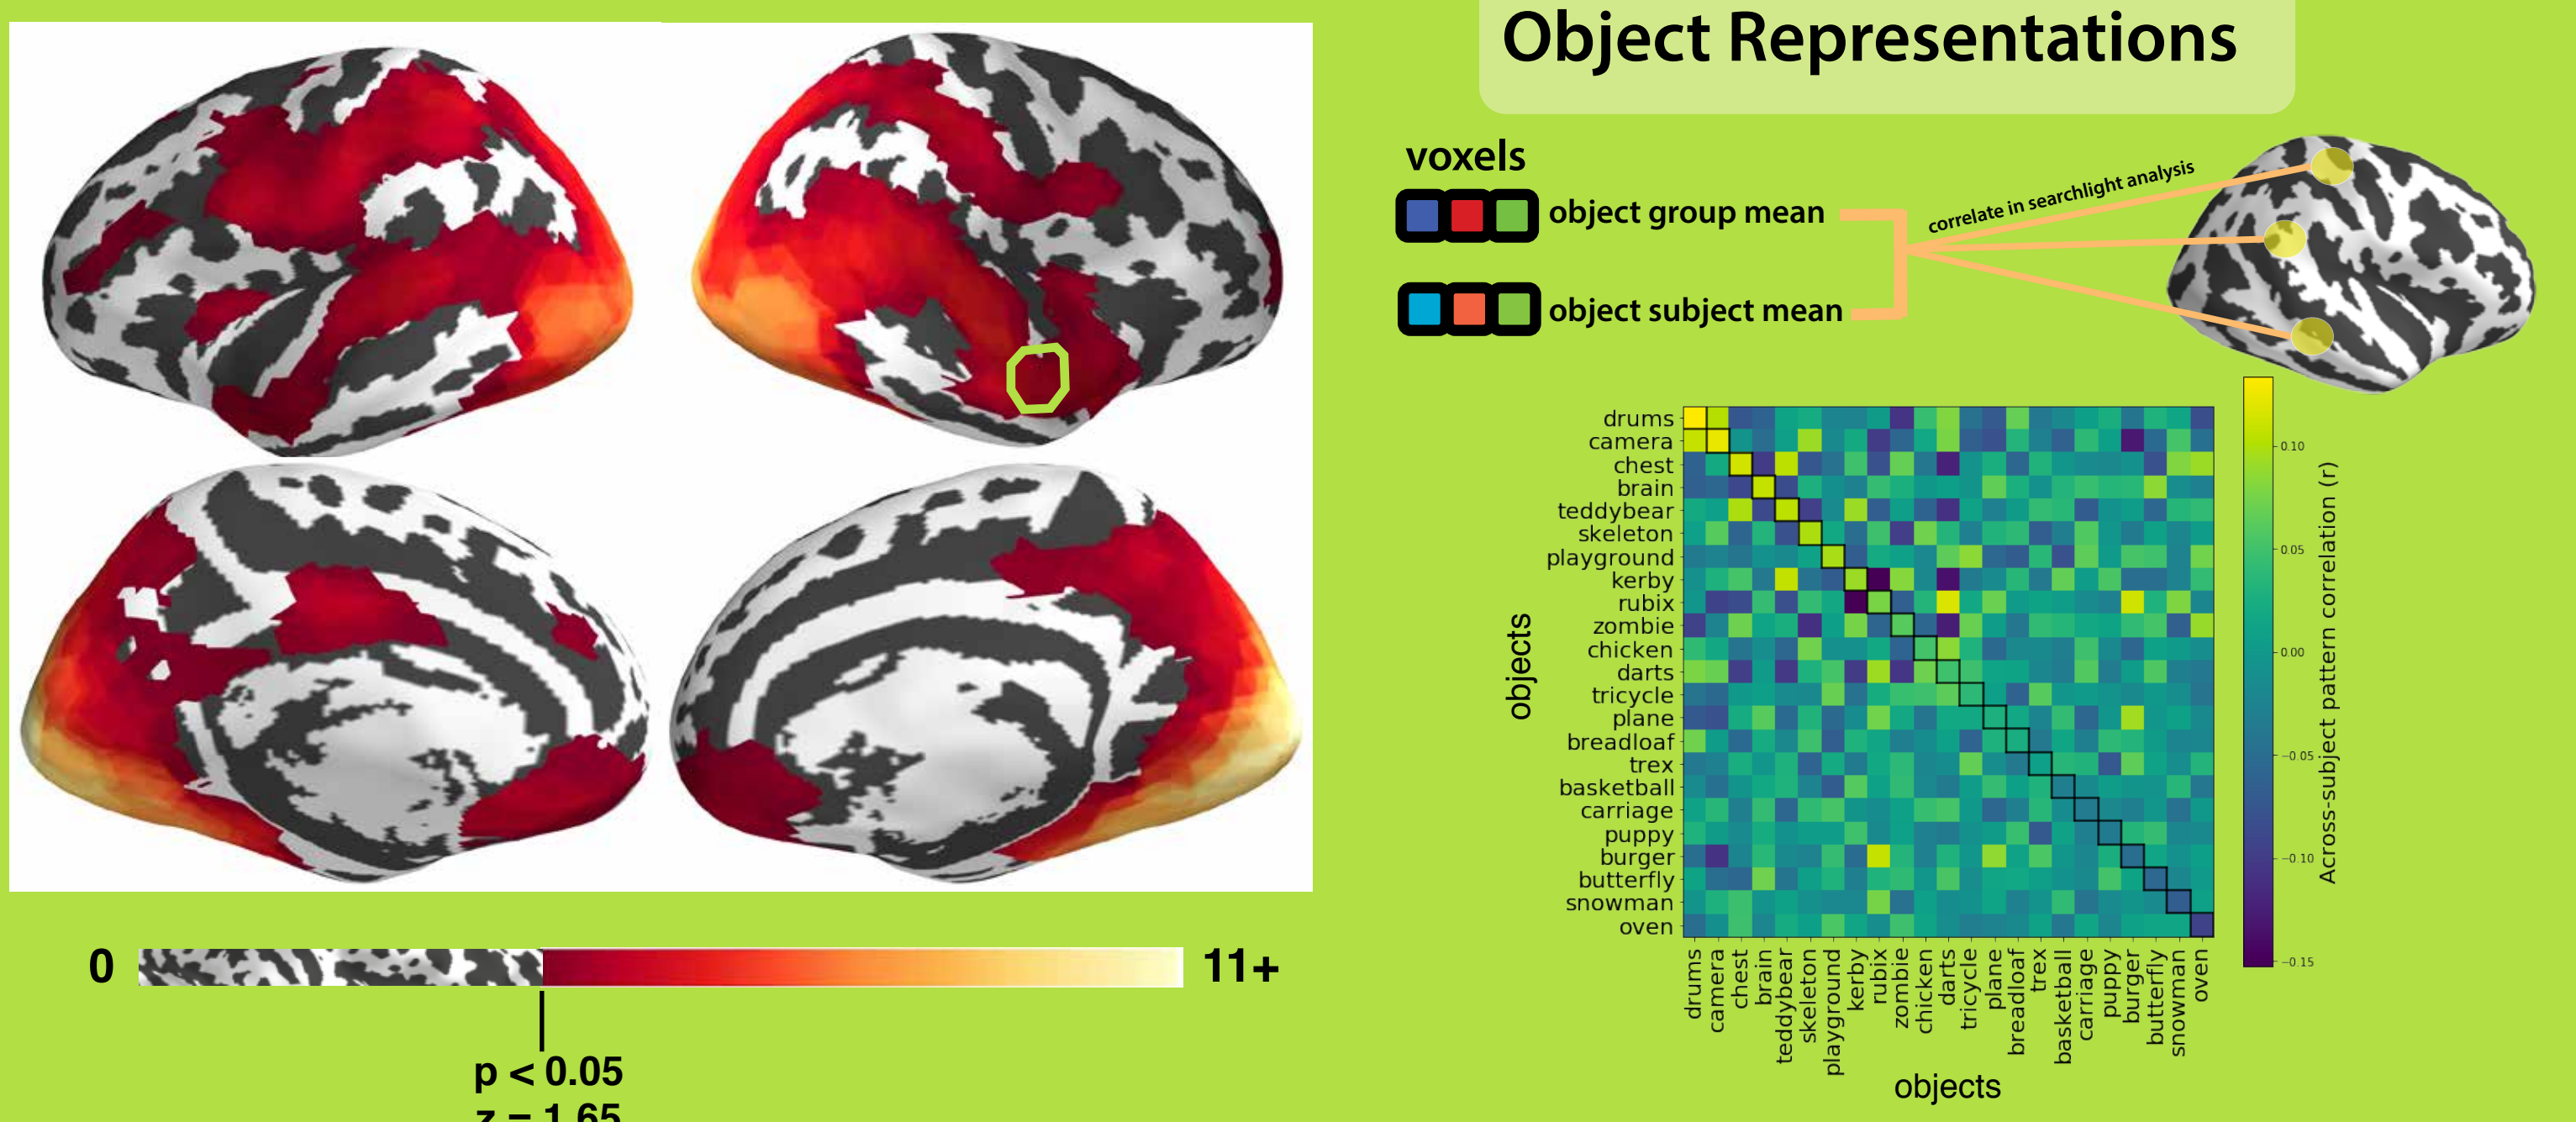 Object Representations
voxels
object group mean
object subject mean
correlate in searchlight analysis
0
11+
p < 0.05
z = 1.65
objects
drums
camera
chest
brain
teddybear
skeleton
playground
kerby
rubix
zombie
chicken
darts
tricycle
plane
breadloaf
trex
basketball
carriage
puppy
burger
butterfly
snowman
oven
drums
camera
chest
brain
teddybear
skeleton
playground
kerby
rubix
zombie
chicken
darts
tricycle
plane
breadloaf
trex
basketball
carriage
puppy
burger
butterfly
snowman
oven
objects
0.10
0.05
0.00
−0.05
−0.10
−0.15
Across-subject pattern correlation (r)